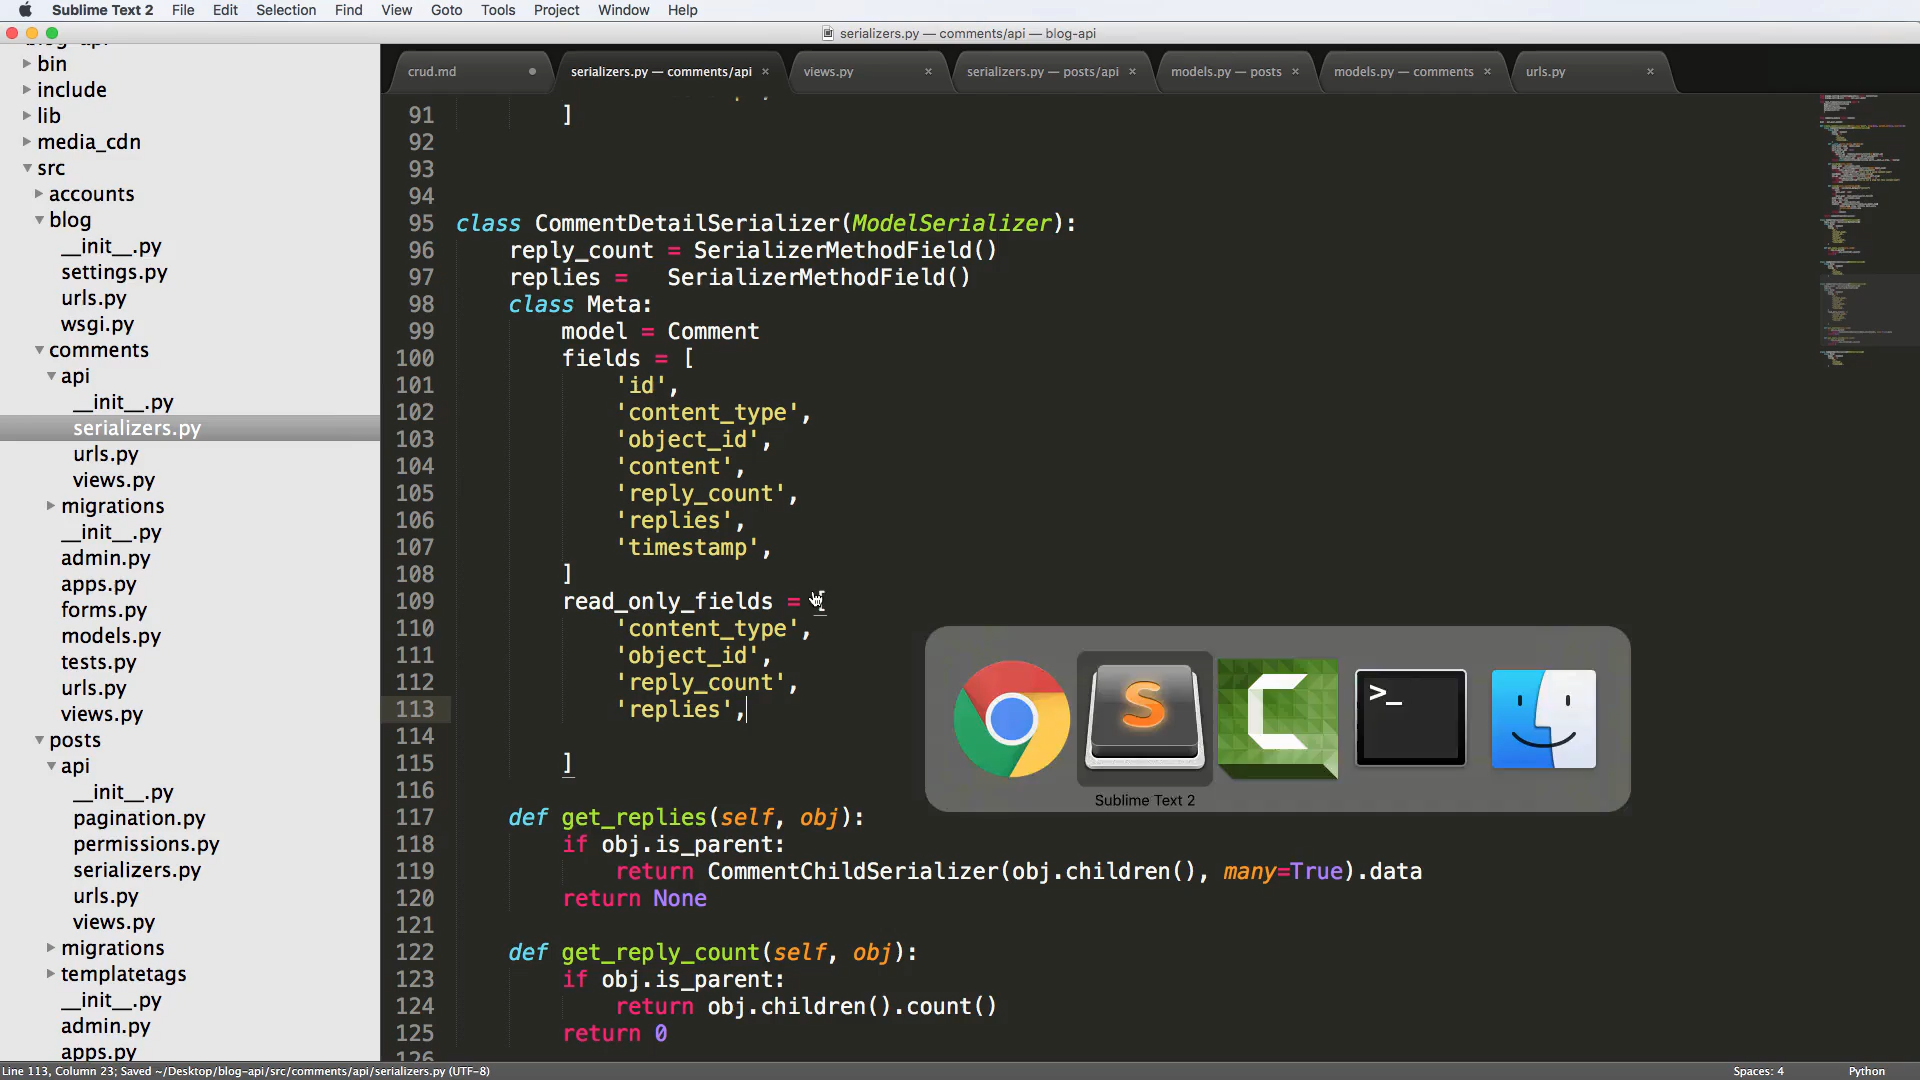 Sublime Text 2 File Edit Selection Find View Goto Tools Project Window Help
serializers.py — comments/api — blog-api
crud.md
serializers.py — comments/api ×
views.py ×
serializers.py — posts/api ×
models.py — posts ×
models.py — comments ×
urls.py ×
blog-api
bin
include
lib
media_cdn
src
accounts
blog
__init__.py
settings.py
urls.py
wsgi.py
comments
api
__init__.py
serializers.py
urls.py
views.py
migrations
__init__.py
admin.py
apps.py
forms.py
models.py
tests.py
urls.py
views.py
posts
api
__init__.py
pagination.py
permissions.py
serializers.py
urls.py
views.py
migrations
templatetags
__init__.py
admin.py
apps.py
91 ]
92
93
94
95 class CommentDetailSerializer(ModelSerializer):
96 reply_count = SerializerMethodField()
97 replies =   SerializerMethodField()
98 class Meta:
99 model = Comment
100 fields = [
101 'id',
102 'content_type',
103 'object_id',
104 'content',
105 'reply_count',
106 'replies',
107 'timestamp',
108 ]
109 read_only_fields = [
110 'content_type',
111 'object_id',
112 'reply_count',
113 'replies',
114
115 ]
116
117 def get_replies(self, obj):
118 if obj.is_parent:
119 return CommentChildSerializer(obj.children(), many=True).data
120 return None
121
122 def get_reply_count(self, obj):
123 if obj.is_parent:
124 return obj.children().count()
125 return 0
126
S
C
>_
Sublime Text 2
Line 113, Column 23; Saved ~/Desktop/blog-api/src/comments/api/serializers.py (UTF-8)
Spaces: 4
Python